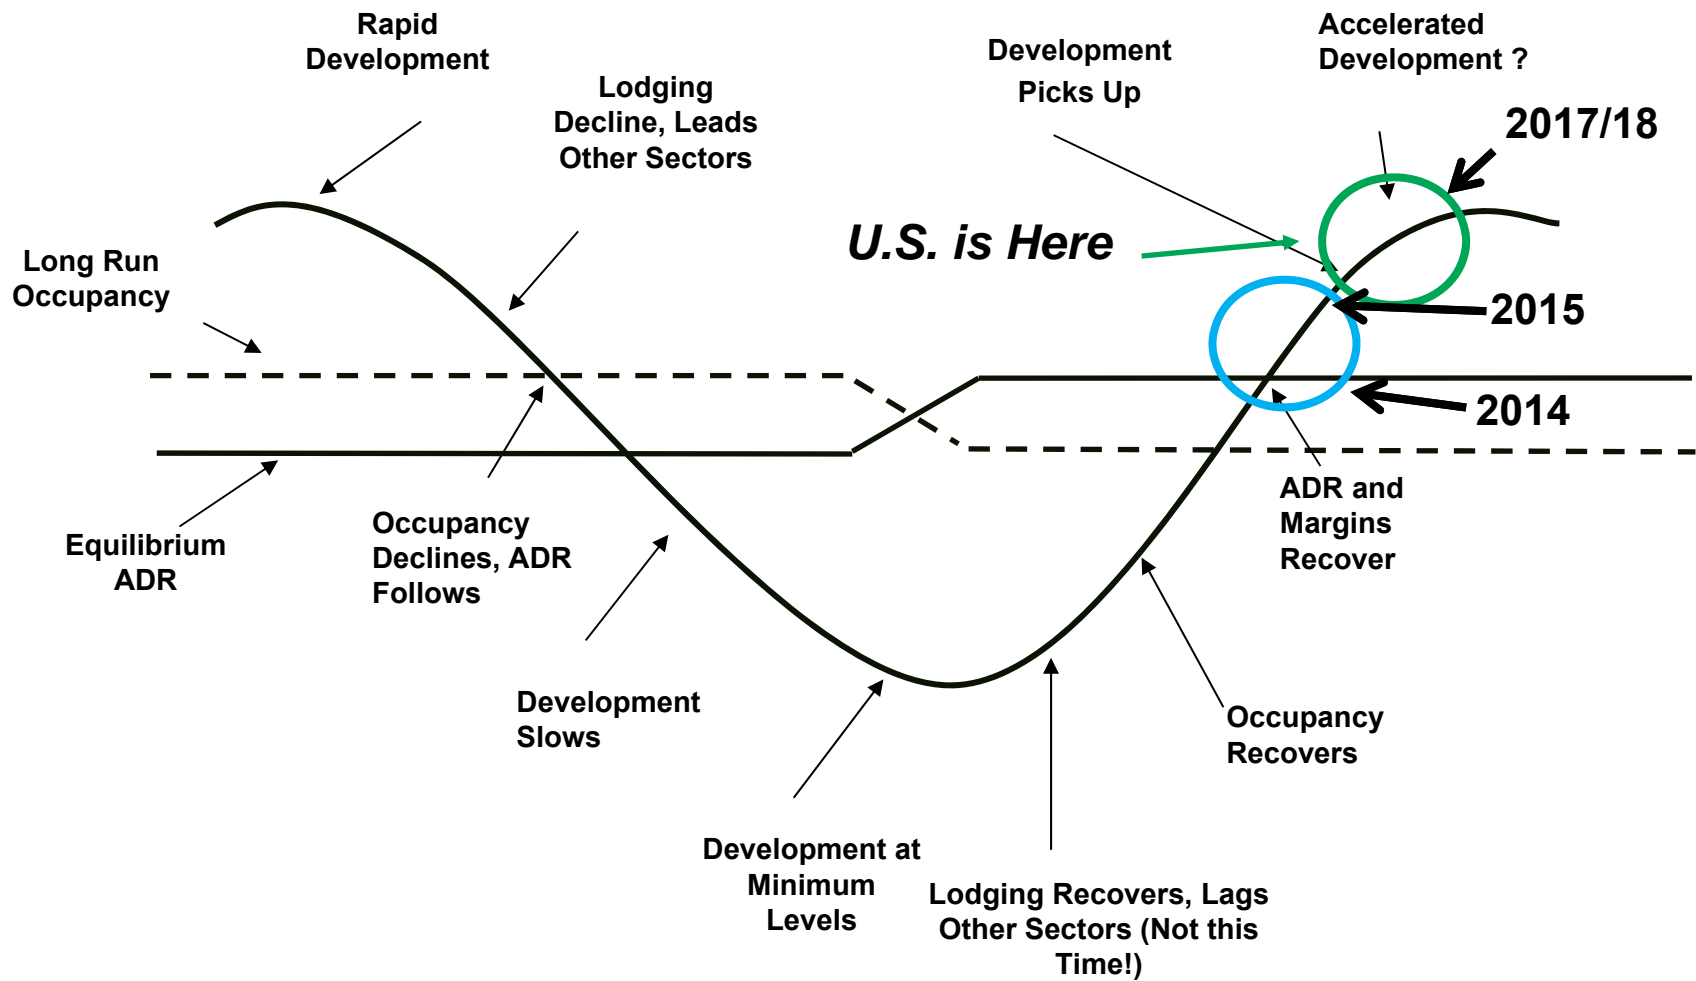 Rapid
Development
Lodging
Decline, Leads
Other Sectors
Development
Picks Up
Accelerated
Development ?
2017/18
U.S. is Here
Long Run
Occupancy
2015
2014
Equilibrium
ADR
Occupancy
Declines, ADR
Follows
ADR and
Margins
Recover
Development
Slows
Occupancy
Recovers
Development at
Minimum
Levels
Lodging Recovers, Lags
Other Sectors (Not this
Time!)